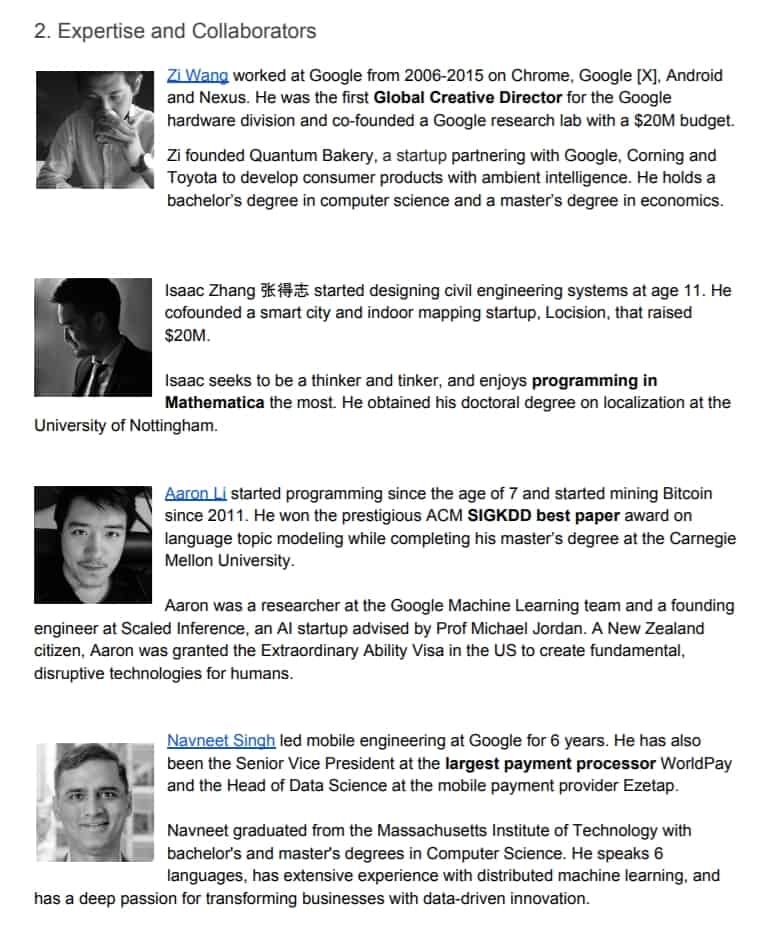 2. Expertise and Collaborators
Zi Wang worked at Google from 2006-2015 on Chrome, Google [X], Android
and Nexus. He was the first Global Creative Director for the Google
hardware division and co-founded a Google research lab with a $20M budget.
Zi founded Quantum Bakery, a startup partnering with Google, Corning and
Toyota to develop consumer products with ambient intelligence. He holds a
bachelor's degree in computer science and a master's degree in economics.
Isaac Zhang 张得志 started designing civil engineering systems at age 11. He
cofounded a smart city and indoor mapping startup, Locision, that raised
$20M.
Isaac seeks to be a thinker and tinker, and enjoys programming in
Mathematica the most. He obtained his doctoral degree on localization at the
University of Nottingham.
Aaron Li started programming since the age of 7 and started mining Bitcoin
since 2011. He won the prestigious ACM SIGKDD best paper award on
language topic modeling while completing his master's degree at the Carnegie
Mellon University.
Aaron was a researcher at the Google Machine Learning team and a founding
engineer at Scaled Inference, an AI startup advised by Prof Michael Jordan. A New Zealand
citizen, Aaron was granted the Extraordinary Ability Visa in the US to create fundamental,
disruptive technologies for humans.
Navneet Singh led mobile engineering at Google for 6 years. He has also
been the Senior Vice President at the largest payment processor WorldPay
and the Head of Data Science at the mobile payment provider Ezetap.
Navneet graduated from the Massachusetts Institute of Technology with
bachelor's and master's degrees in Computer Science. He speaks 6
languages, has extensive experience with distributed machine learning, and
has a deep passion for transforming businesses with data-driven innovation.